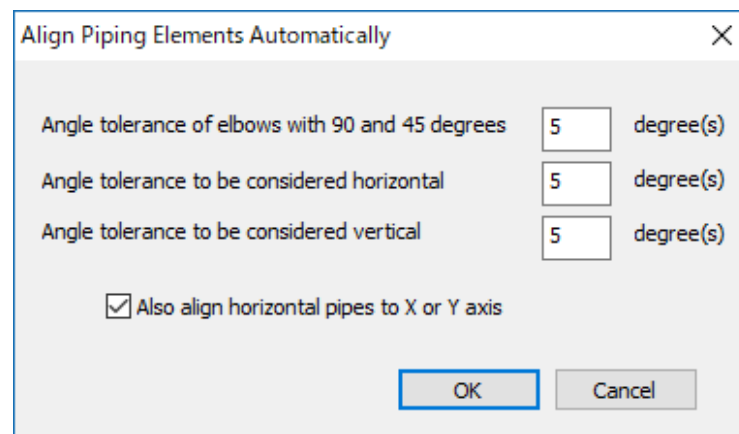 Align Piping Elements Automatically
Angle tolerance of elbows with 90 and 45 degrees 5 degree(s)
Angle tolerance to be considered horizontal 5 degree(s)
Angle tolerance to be considered vertical 5 degree(s)
Also align horizontal pipes to X or Y axis
OK Cancel